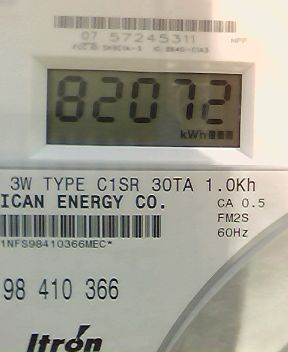 07 57245311
82072
kWh
3W TYPE C1SR 30TA 1.0Kh
ICAN ENERGY CO.
CA 0.5
FM2S
60Hz
1NFS98410366MEC*
98 410 366
Itron